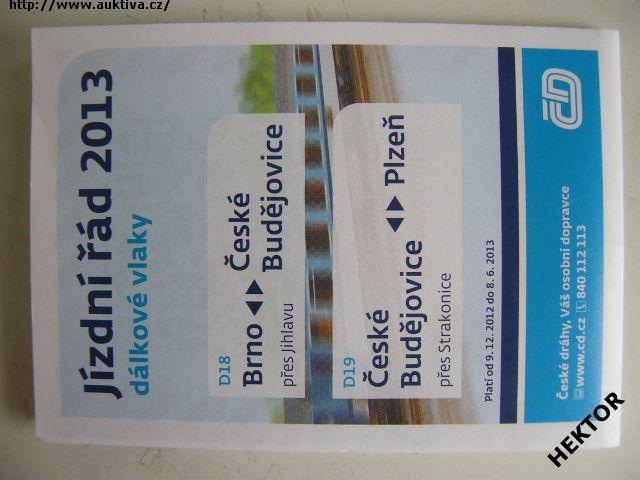 http://www.auktiva.cz/
Jízdní řád 2013
dálkové vlaky
D18
Brno ◄► České
Budějovice
přes Jihlavu
D19
České
Budějovice ◄► Plzeň
přes Strakonice
Platí od 9. 12. 2012 do 8. 6. 2013
ČD
České dráhy, Váš osobní dopravce
www.cd.cz 840 112 113
HEKTOR